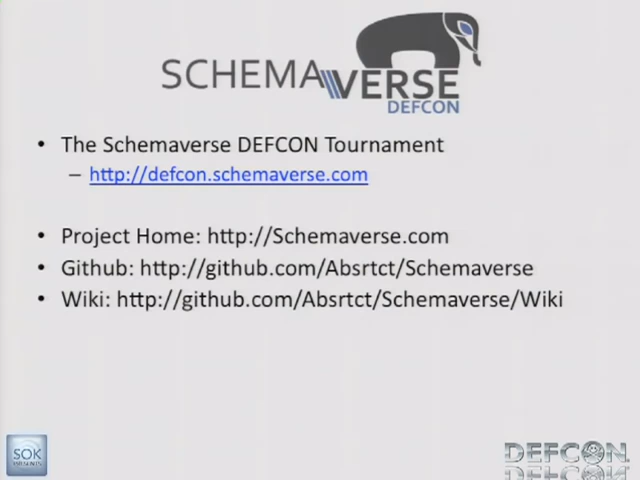 SCHEMAVERSE
DEFCON
• The Schemaverse DEFCON Tournament
– http://defcon.schemaverse.com
• Project Home: http://Schemaverse.com
• Github: http://github.com/Absrtct/Schemaverse
• Wiki: http://github.com/Absrtct/Schemaverse/Wiki
SOK
DEFCON